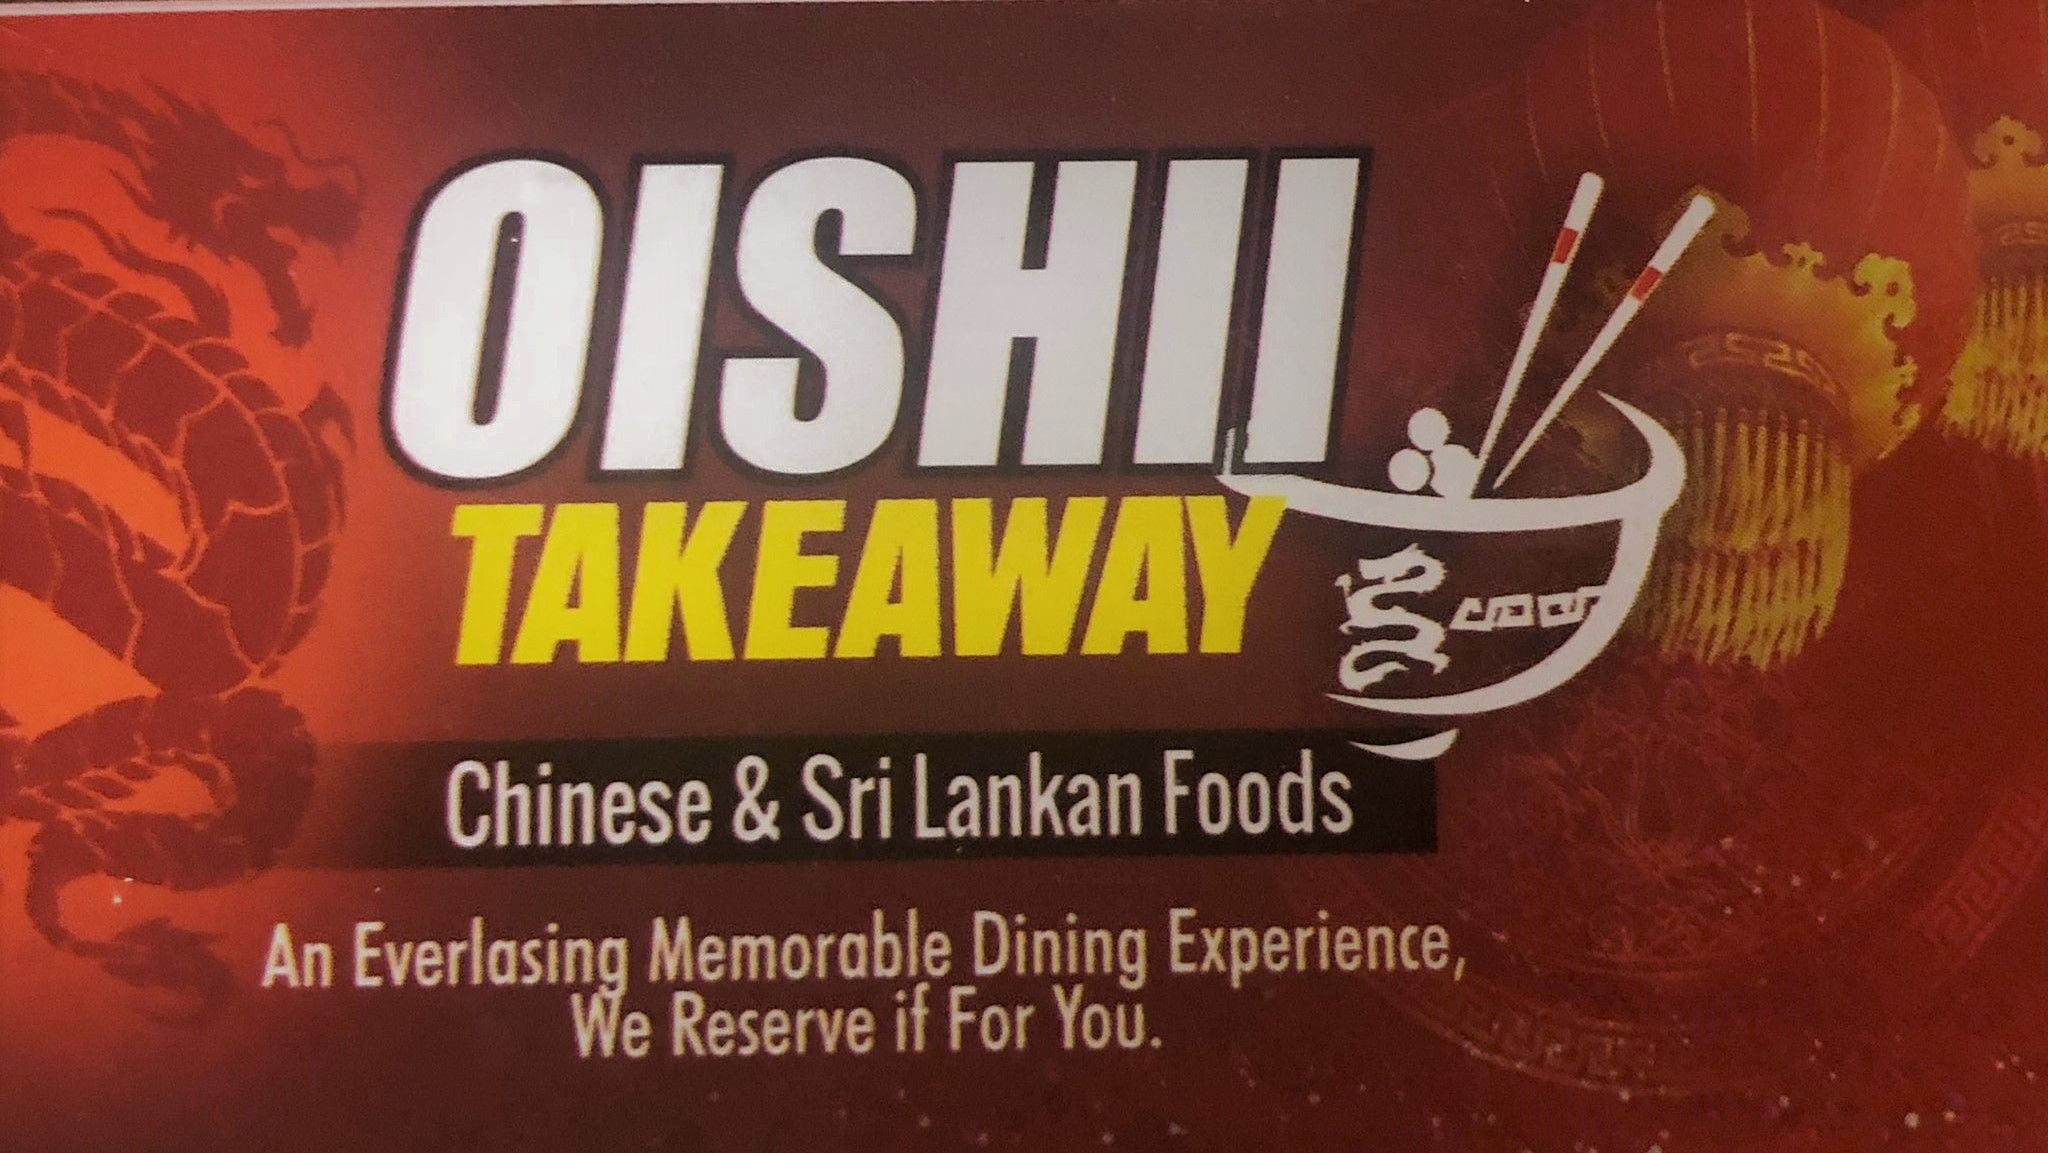 OISHII
TAKEAWAY
Chinese & Sri Lankan Foods
An Everlasing Memorable Dining Experience,
We Reserve if For You.